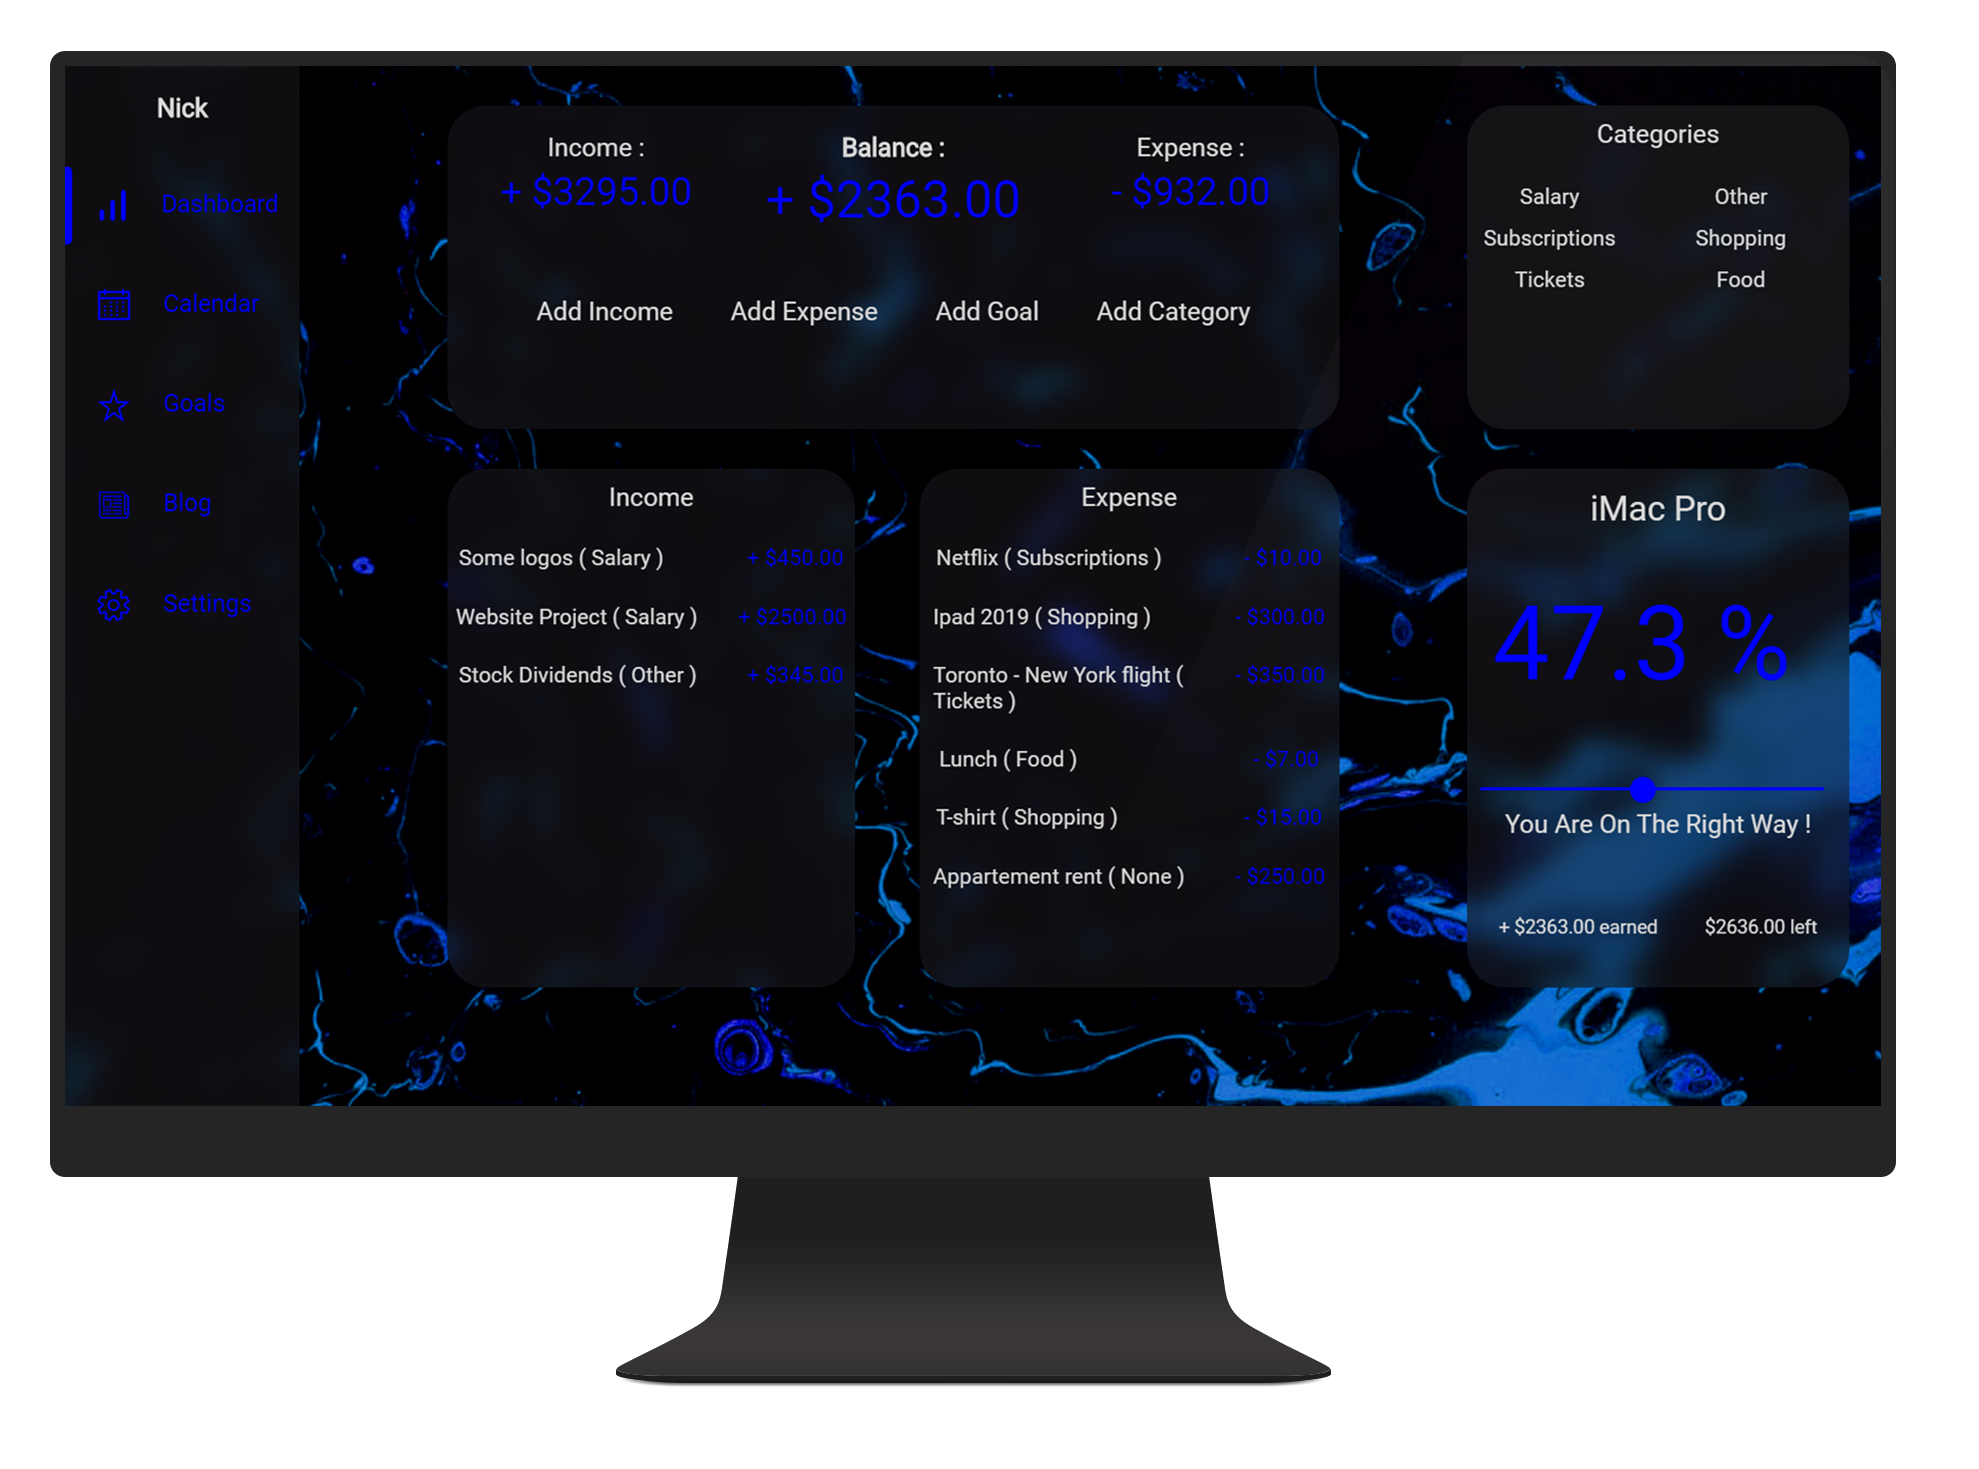 Nick
Dashboard
Calendar
Goals
Blog
Settings
Income :
+ $3295.00
Balance :
+ $2363.00
Expense :
- $932.00
Add Income
Add Expense
Add Goal
Add Category
Categories
Salary
Other
Subscriptions
Shopping
Tickets
Food
Income
Some logos ( Salary )
+ $450.00
Website Project ( Salary )
+ $2500.00
Stock Dividends ( Other )
+ $345.00
Expense
Netflix ( Subscriptions )
- $10.00
Ipad 2019 ( Shopping )
- $300.00
Toronto - New York flight (
Tickets )
- $350.00
Lunch ( Food )
- $7.00
T-shirt ( Shopping )
- $15.00
Appartement rent ( None )
- $250.00
iMac Pro
47.3 %
You Are On The Right Way !
+ $2363.00 earned
$2636.00 left